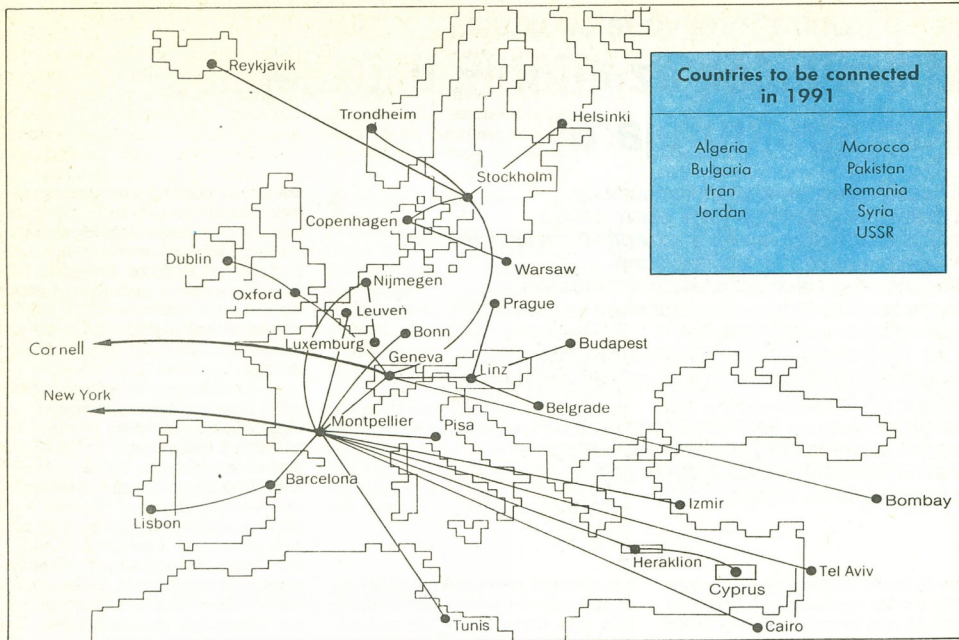 Reykjavik
Trondheim
Helsinki
Stockholm
Copenhagen
Dublin
Warsaw
Nijmegen
Oxford
Prague
Leuven
Bonn
Luxemburg
Cornell
Geneva
Budapest
Linz
New York
Belgrade
Montpellier
Pisa
Barcelona
Izmir
Bombay
Lisbon
Heraklion
Tel Aviv
Cyprus
Tunis
Cairo
Countries to be connected
in 1991
Algeria
Bulgaria
Iran
Jordan
Morocco
Pakistan
Romania
Syria
USSR